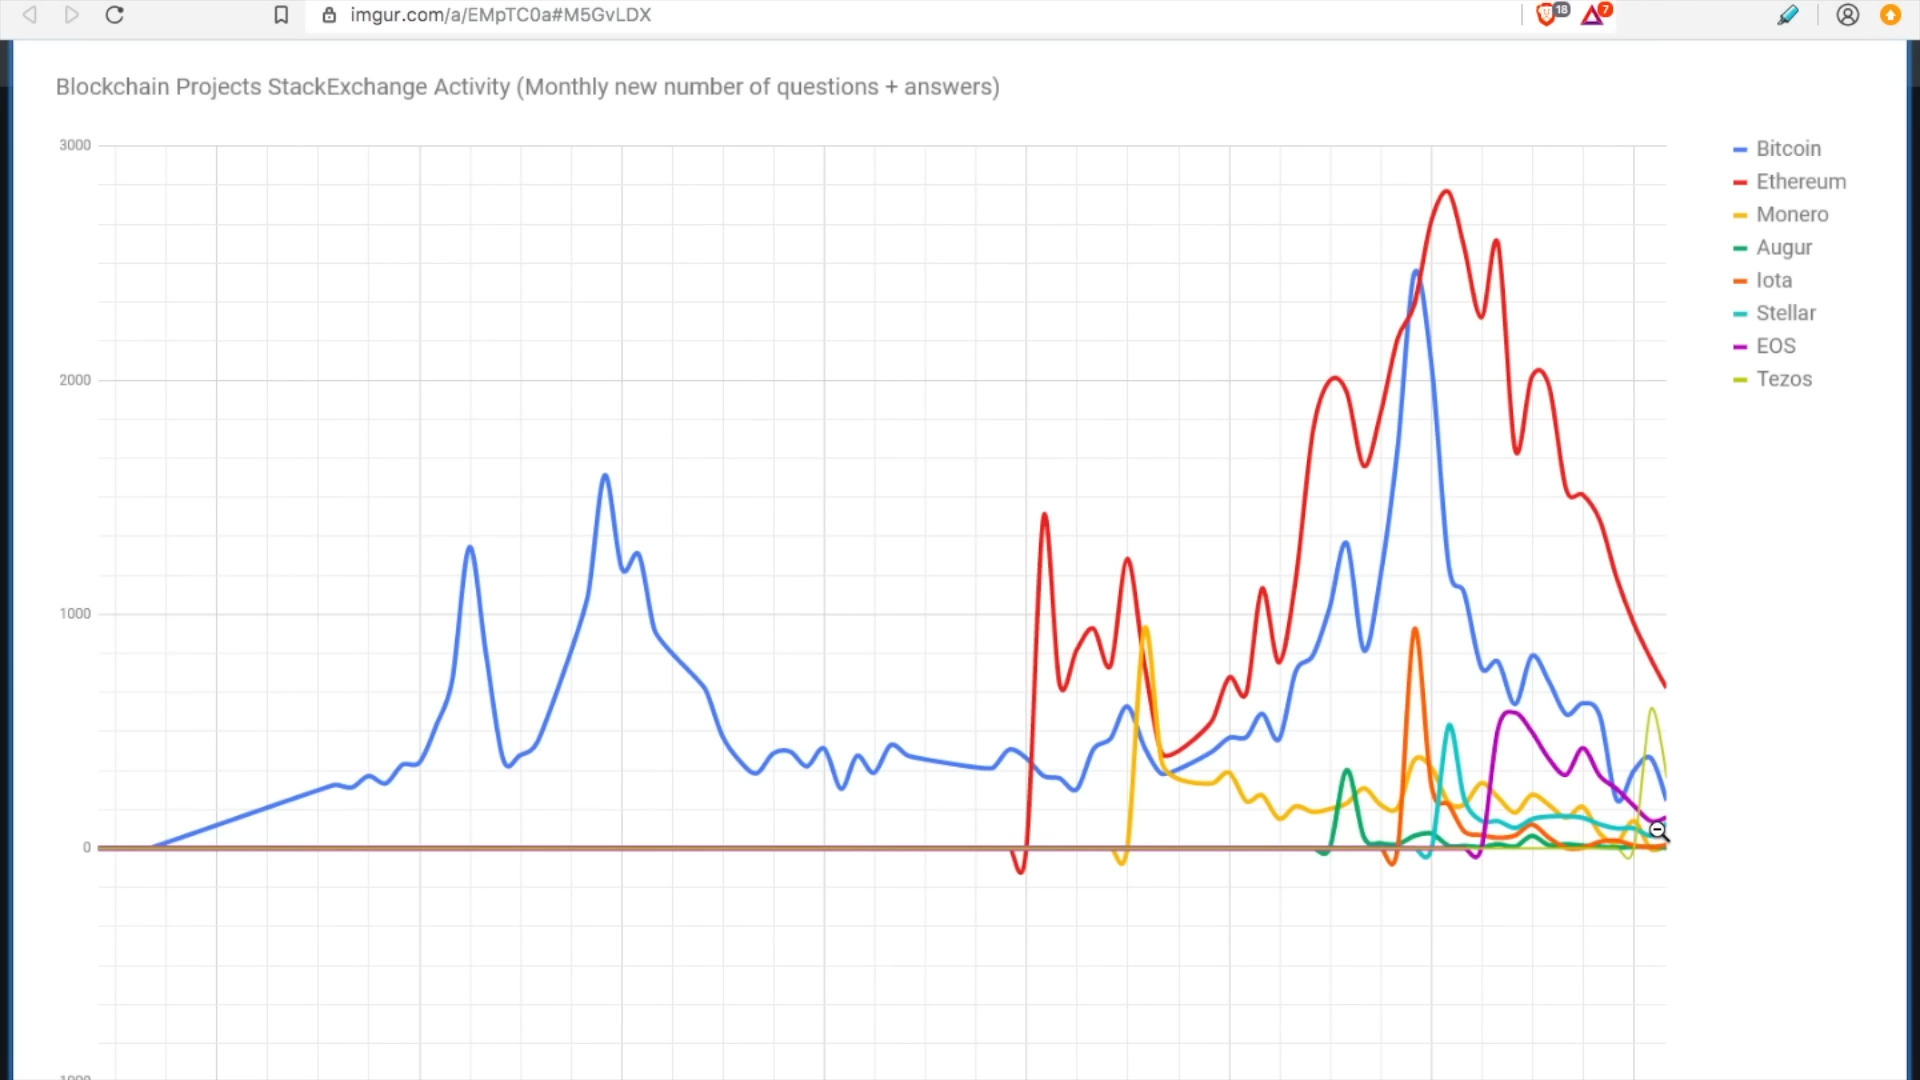 imgur.com/a/EMpTC0a#M5GvLDX
18
7
Blockchain Projects StackExchange Activity (Monthly new number of questions + answers)
3000
2000
1000
0
Bitcoin
Ethereum
Monero
Augur
Iota
Stellar
EOS
Tezos